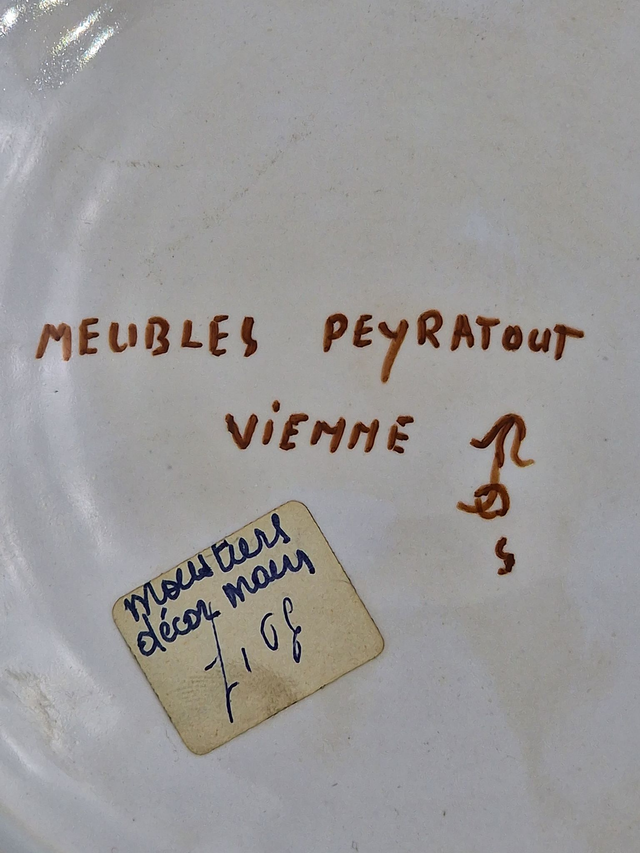 MEUBLES PEYRATOUT
VIENNE
S
moustiers
décor main